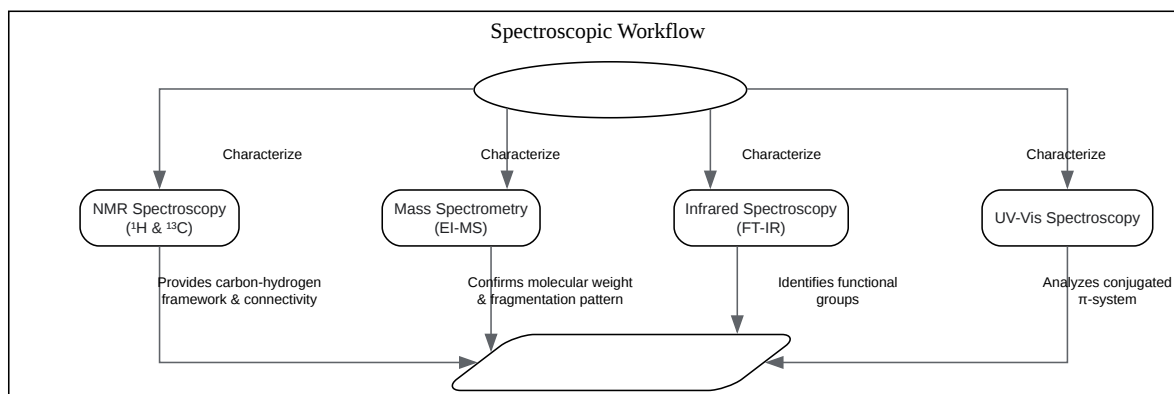 Spectroscopic Workflow
Characterize
Characterize
Characterize
Characterize
NMR Spectroscopy
(¹H & ¹³C)
Mass Spectrometry
(EI-MS)
Infrared Spectroscopy
(FT-IR)
UV-Vis Spectroscopy
Provides carbon-hydrogen
framework & connectivity
Confirms molecular weight
& fragmentation pattern
Identifies functional
groups
Analyzes conjugated
π-system